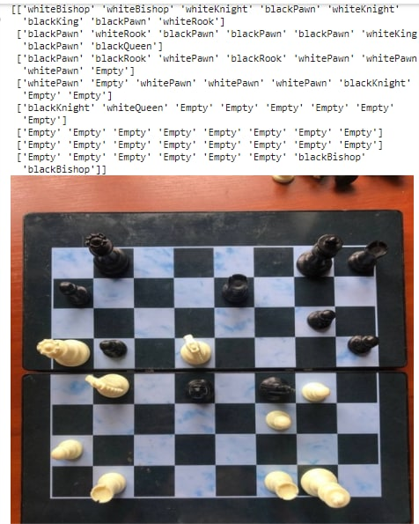 [['whiteBishop' 'whiteBishop' 'whiteKnight' 'blackPawn' 'whiteKnight'
'blackKing' 'blackPawn' 'whiteRook']
['blackPawn' 'whiteRook' 'blackPawn' 'blackPawn' 'blackPawn' 'whiteKing'
'blackPawn' 'blackQueen']
['blackPawn' 'blackRook' 'whitePawn' 'blackRook' 'whitePawn' 'whitePawn'
'whitePawn' 'Empty']
['whitePawn' 'Empty' 'whitePawn' 'whitePawn' 'whitePawn' 'blackKnight'
'Empty' 'Empty']
['blackKnight' 'whiteQueen' 'Empty' 'Empty' 'Empty' 'Empty' 'Empty'
'Empty']
['Empty' 'Empty' 'Empty' 'Empty' 'Empty' 'Empty' 'Empty' 'Empty']
['Empty' 'Empty' 'Empty' 'Empty' 'Empty' 'Empty' 'Empty' 'Empty']
['Empty' 'Empty' 'Empty' 'Empty' 'Empty' 'Empty' 'blackBishop'
'blackBishop']]